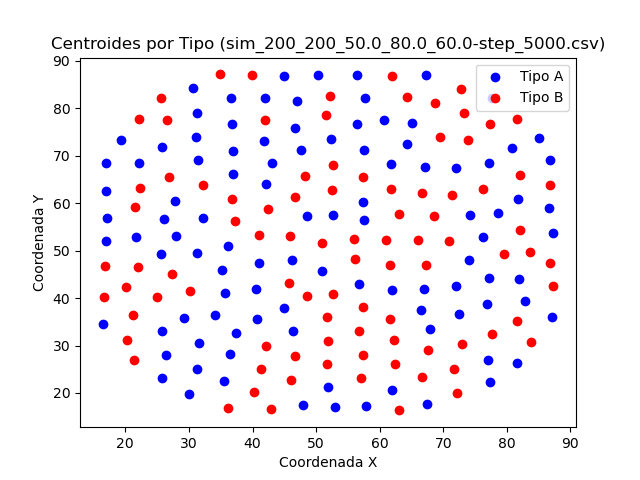 Centroides por Tipo (sim_200_200_50.0_80.0_60.0-step_5000.csv)
90
80
70
60
50
40
30
20
Coordenada Y
Tipo A
Tipo B
20 30 40 50 60 70 80 90
Coordenada X